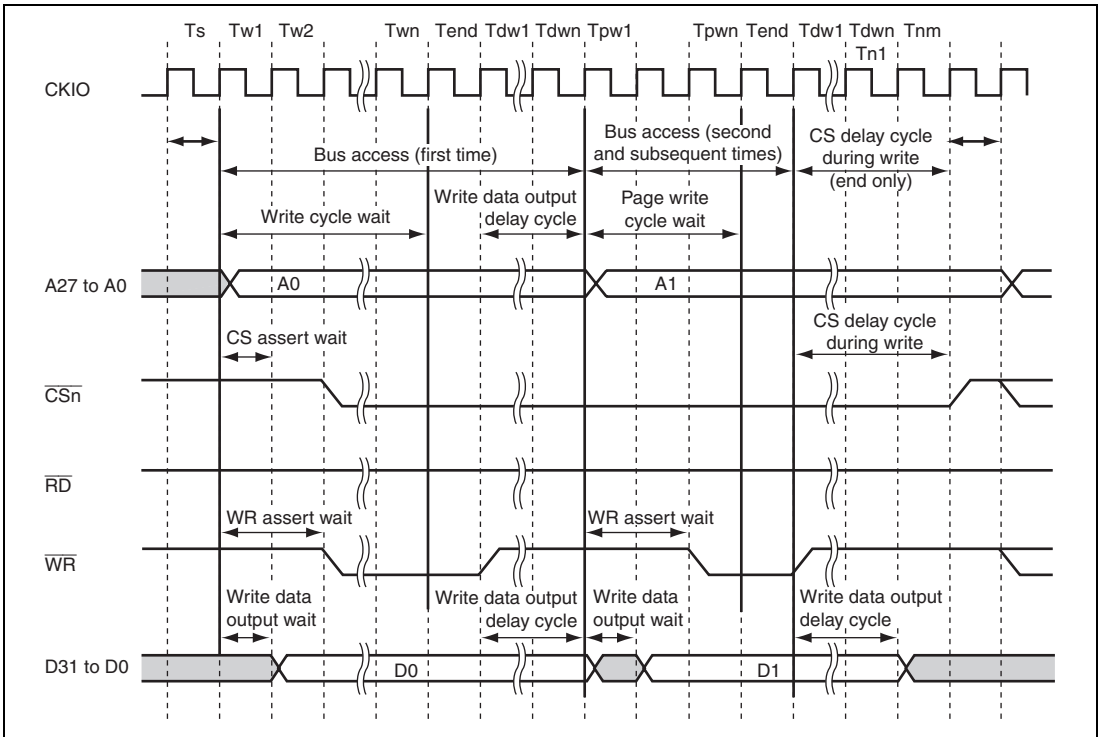 Ts Tw1 Tw2 Twn Tend Tdw1 Tdwn Tpw1 Tpwn Tend Tdw1 Tdwn Tnm
Tn1
CKIO
Bus access (first time)
Bus access (second
and subsequent times)
CS delay cycle
during write
(end only)
Write cycle wait
Write data output
delay cycle
Page write
cycle wait
A27 to A0
A0
A1
CS assert wait
CS delay cycle
during write
CSn
RD
WR assert wait
WR assert wait
WR
Write data
output wait
Write data output
delay cycle
Write data
output wait
Write data output
delay cycle
D31 to D0
D0
D1